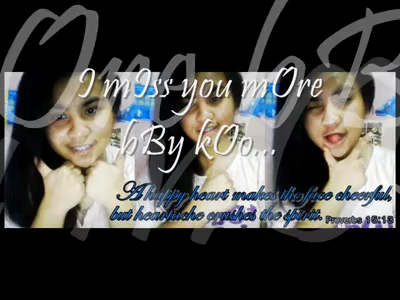 I mIss you mOre
bBy kOo...
A happy heart makes the face cheerful,
but heartache crushes the spirit.
Proverbs 15:13